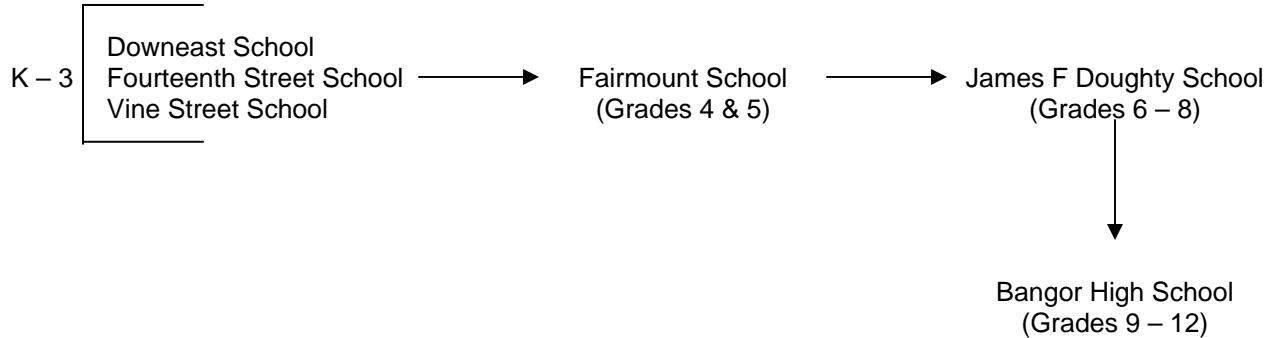 K – 3
Downeast School
Fourteenth Street School
Vine Street School
Fairmount School
(Grades 4 & 5)
James F Doughty School
(Grades 6 – 8)
Bangor High School
(Grades 9 – 12)